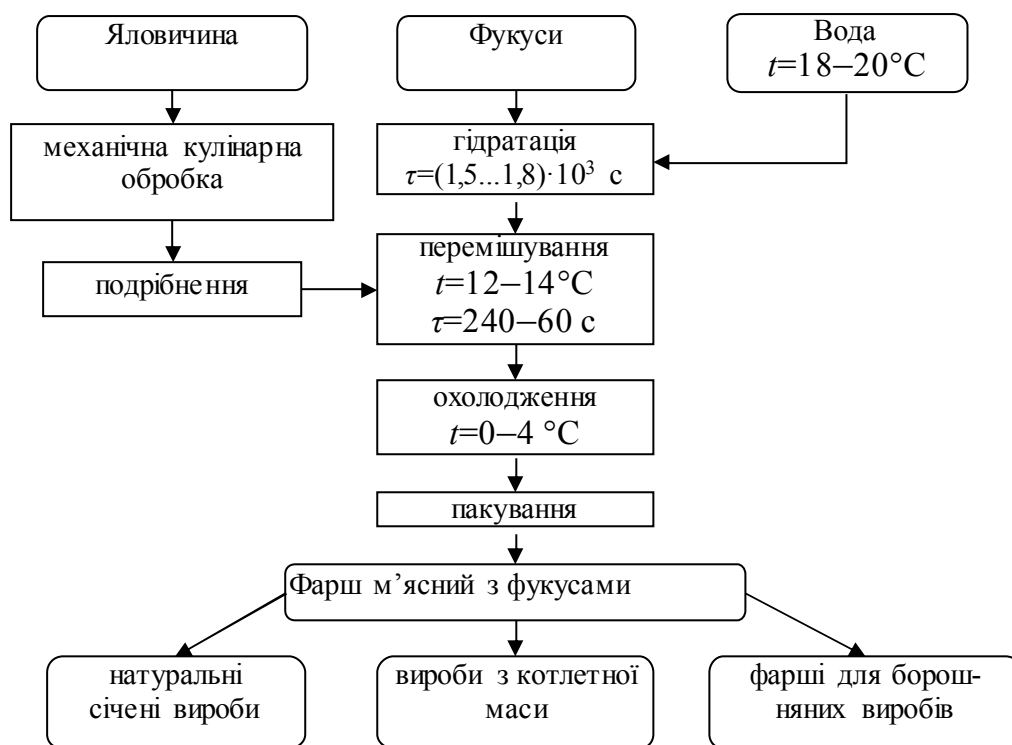 Яловичина
Фукуси
Вода
t=18–20°C
механічна кулінарна
обробка
гідратація
τ=(1,5...1,8)·10³ с
подрібнення
перемішування
t=12–14°C
τ=240–60 с
охолодження
t=0–4 °C
пакування
Фарш м’ясний з фукусами
натуральні
січені вироби
вироби з котлетної
маси
фарші для борош-
няних виробів